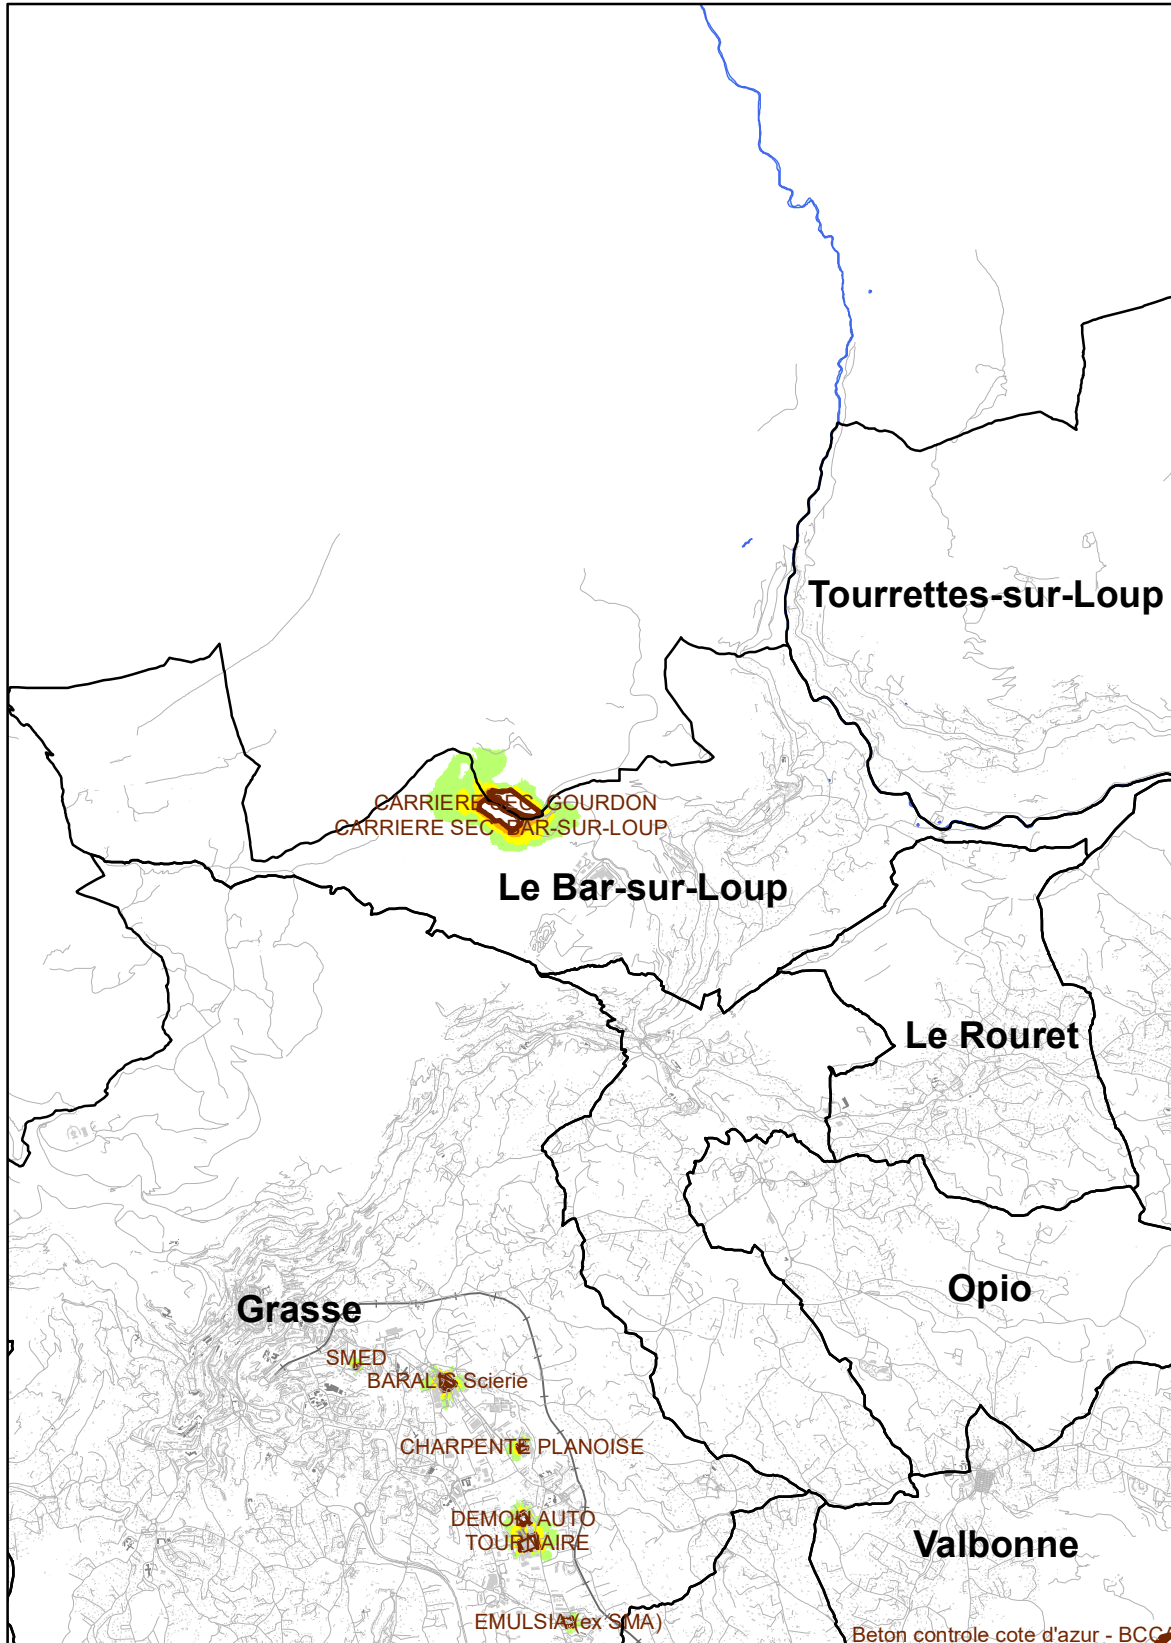 Tourrettes-sur-Loup
CARRIERE SEC GOURDON
CARRIERE SEC BAR-SUR-LOUP
Le Bar-sur-Loup
Le Rouret
Opio
Grasse
SMED
BARALIS Scierie
CHARPENTE PLANOISE
DEMOL AUTO
TOURNAIRE
Valbonne
EMULSIA (ex SMA)
Beton controle cote d'azur - BCCA